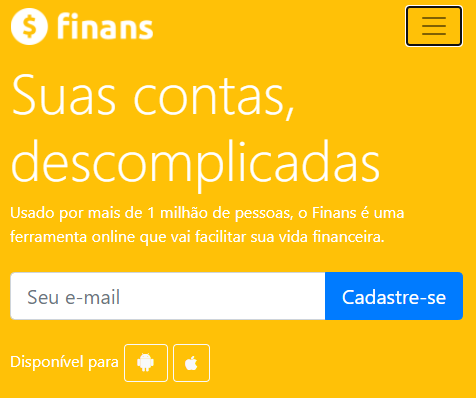 finans
Suas contas,
descomplicadas
Usado por mais de 1 milhão de pessoas, o Finans é uma
ferramenta online que vai facilitar sua vida financeira.
Seu e-mail
Cadastre-se
Disponível para